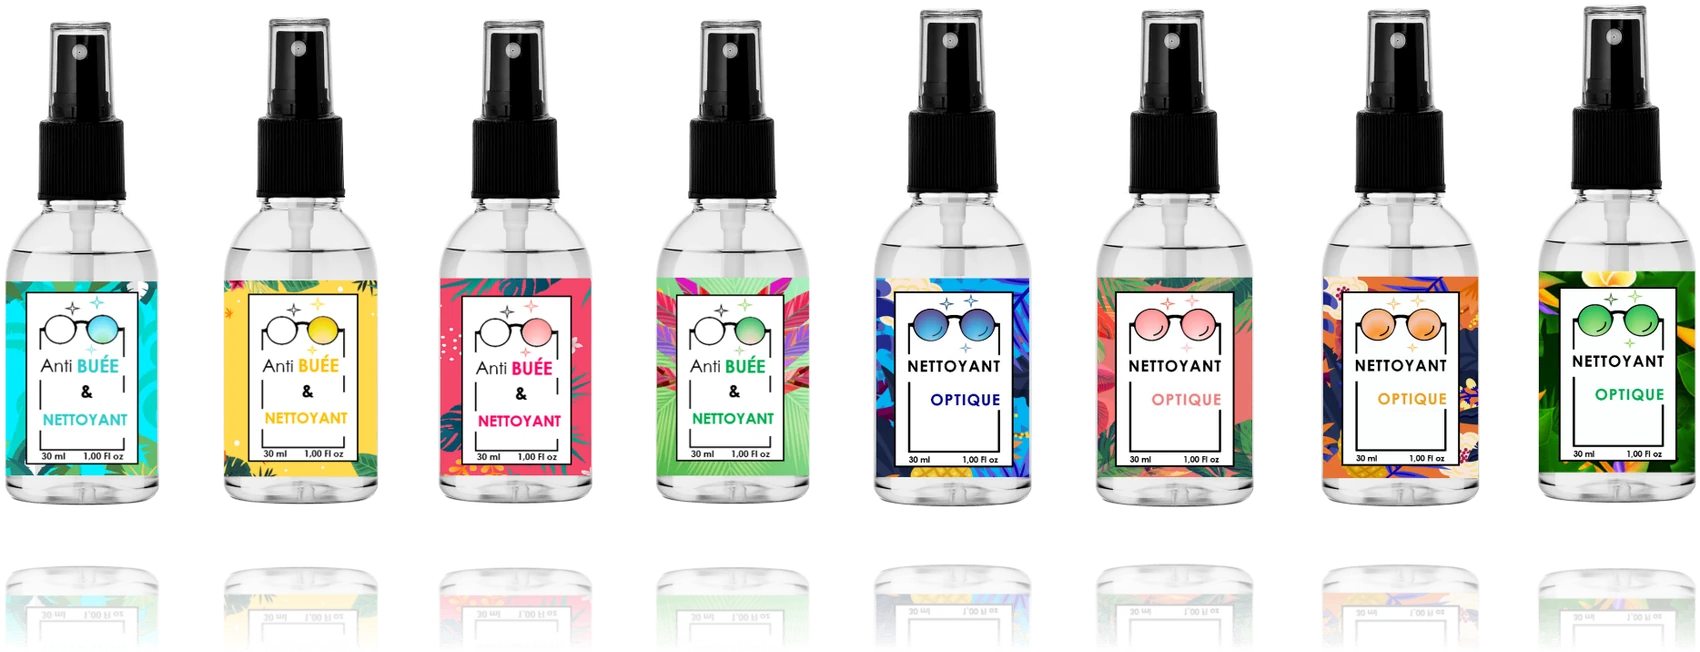 Anti BUÉE
&
NETTOYANT
30 ml 1,00 Fl oz
Anti BUÉE
&
NETTOYANT
30 ml 1,00 Fl oz
Anti BUÉE
&
NETTOYANT
30 ml 1,00 Fl oz
Anti BUÉE
&
NETTOYANT
30 ml 1,00 Fl oz
NETTOYANT
OPTIQUE
30 ml 1,00 Fl oz
NETTOYANT
OPTIQUE
30 ml 1,00 Fl oz
NETTOYANT
OPTIQUE
30 ml 1,00 Fl oz
NETTOYANT
OPTIQUE
30 ml 1,00 Fl oz